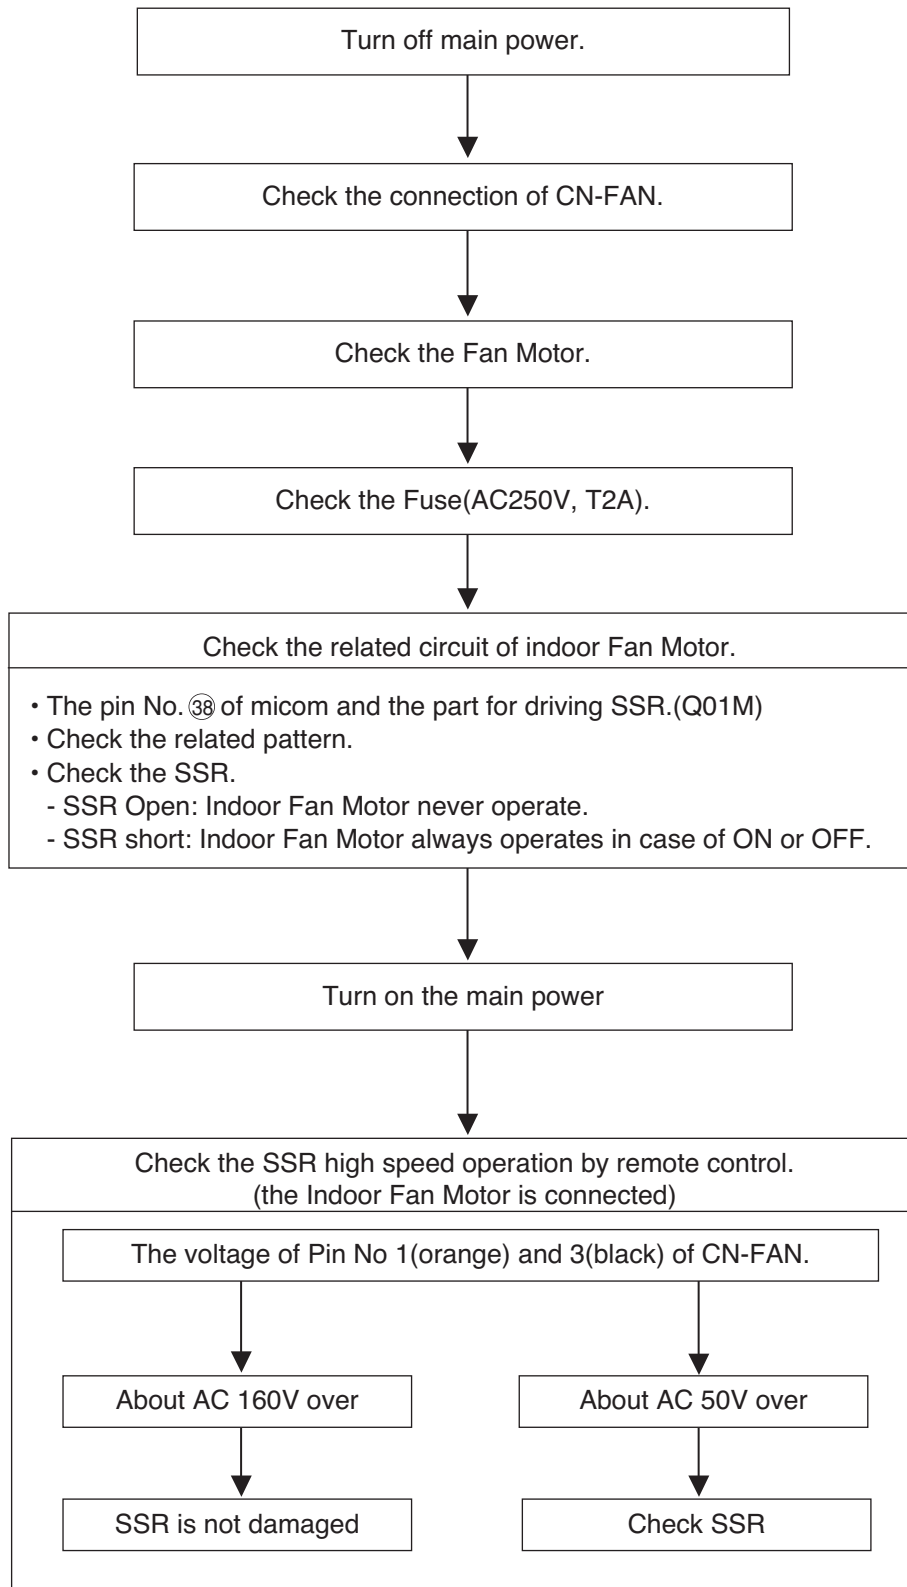 Turn off main power.
Check the connection of CN-FAN.
Check the Fan Motor.
Check the Fuse(AC250V, T2A).
Check the related circuit of indoor Fan Motor.
• The pin No. ㊳ of micom and the part for driving SSR.(Q01M)
• Check the related pattern.
• Check the SSR.
- SSR Open: Indoor Fan Motor never operate.
- SSR short: Indoor Fan Motor always operates in case of ON or OFF.
Turn on the main power
Check the SSR high speed operation by remote control.
(the Indoor Fan Motor is connected)
The voltage of Pin No 1(orange) and 3(black) of CN-FAN.
About AC 160V over
About AC 50V over
SSR is not damaged
Check SSR